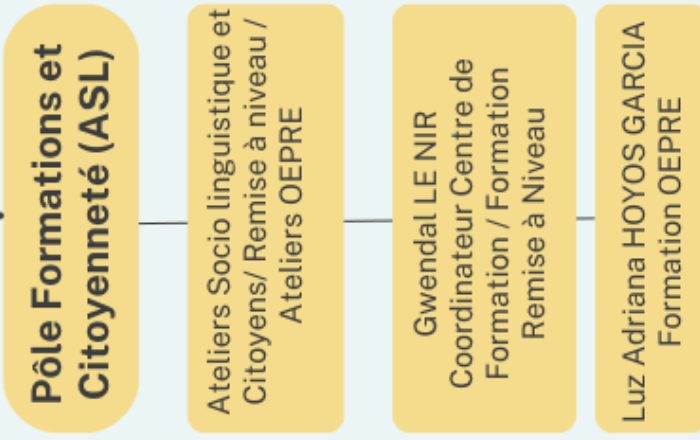 Pôle Formations et
Citoyenneté (ASL)
Ateliers Socio linguistique et
Citoyens/ Remise à niveau /
Ateliers OEPRE
Gwendal LE NIR
Coordinateur Centre de
Formation / Formation
Remise à Niveau
Luz Adriana HOYOS GARCIA
Formation OEPRE